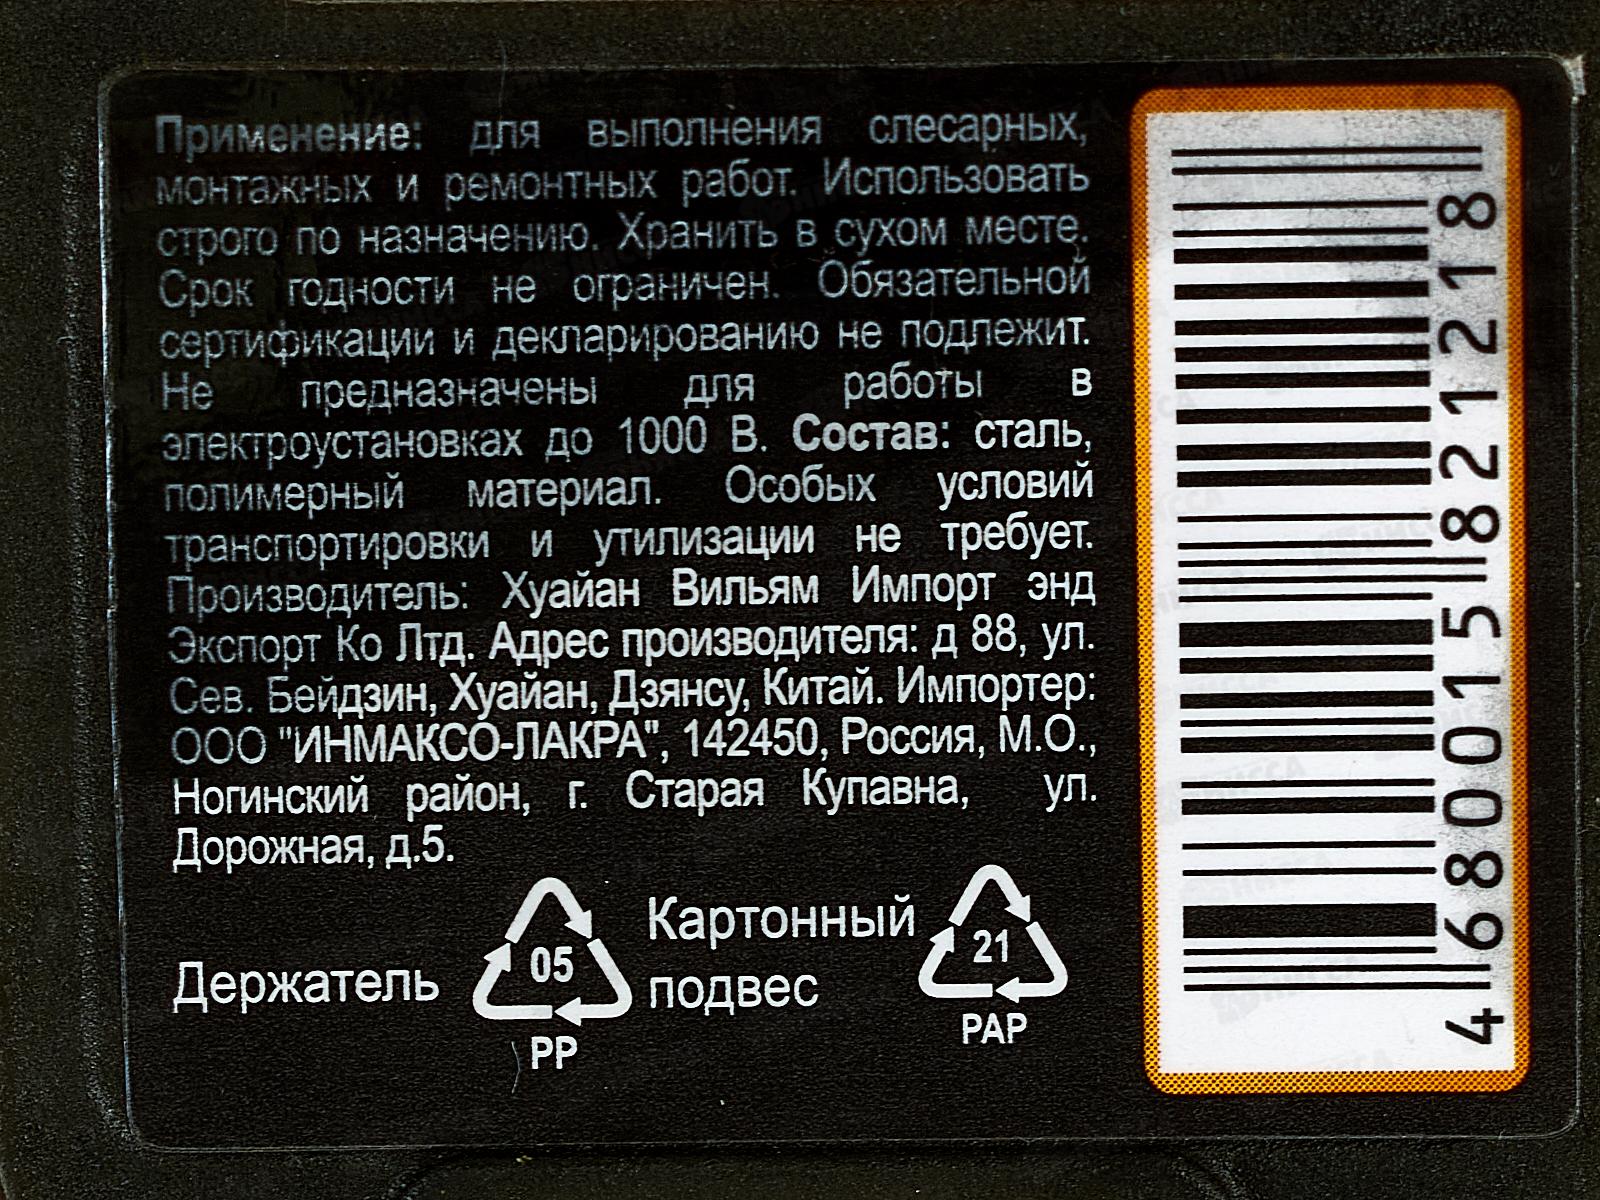 Применение: для выполнения слесарных,
монтажных и ремонтных работ. Использовать
строго по назначению. Хранить в сухом месте.
Срок годности не ограничен. Обязательной
сертификации и декларированию не подлежит.
Не предназначены для работы в
электроустановках до 1000 В. Состав: сталь,
полимерный материал. Особых условий
транспортировки и утилизации не требует.
Производитель: Хуайан Вильям Импорт энд
Экспорт Ко Лтд. Адрес производителя: д 88, ул.
Сев. Бейдзин, Хуайан, Дзянсу, Китай. Импортер:
ООО "ИНМАКСО-ЛАКРА", 142450, Россия, М.О.,
Ногинский район, г. Старая Купавна, ул.
Дорожная, д.5.
Держатель
05
PP
Картонный
подвес
21
PAP
4680015821218